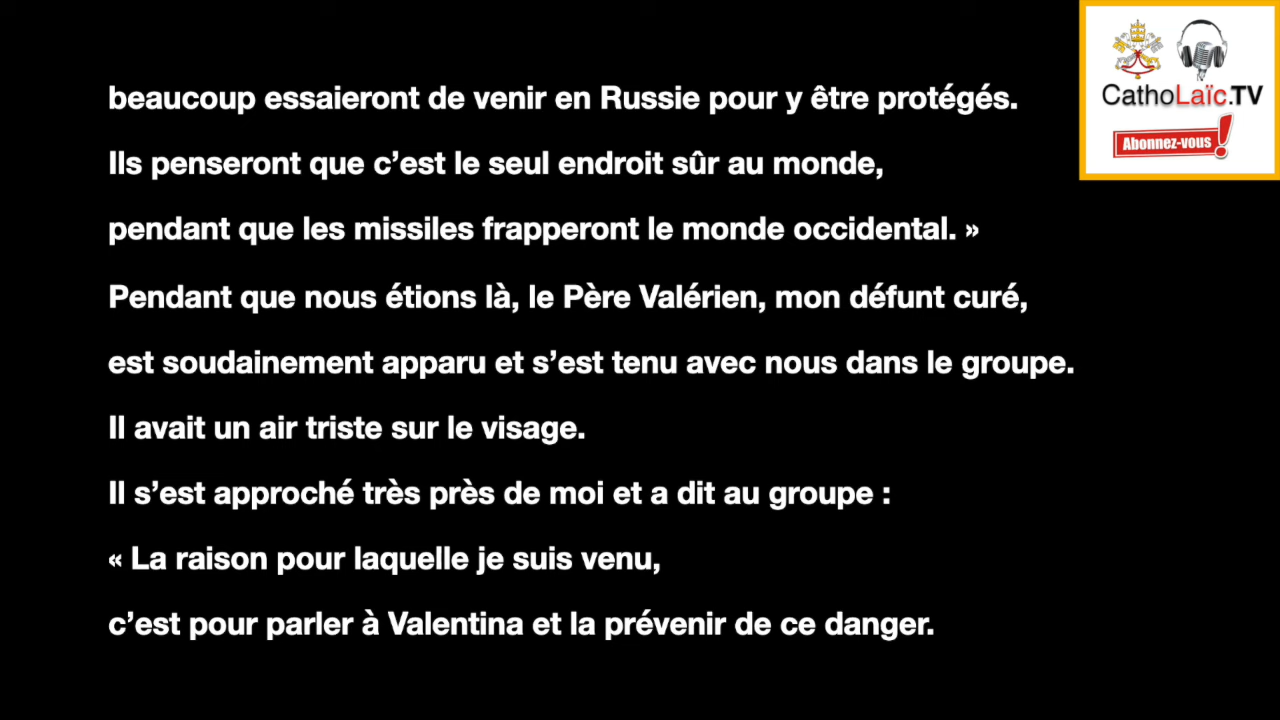 beaucoup essaieront de venir en Russie pour y être protégés.
Ils penseront que c’est le seul endroit sûr au monde,
pendant que les missiles frapperont le monde occidental. »
Pendant que nous étions là, le Père Valérien, mon défunt curé,
est soudainement apparu et s’est tenu avec nous dans le groupe.
Il avait un air triste sur le visage.
Il s’est approché très près de moi et a dit au groupe :
« La raison pour laquelle je suis venu,
c’est pour parler à Valentina et la prévenir de ce danger.
CathoLaïc.TV
Abonnez-vous !